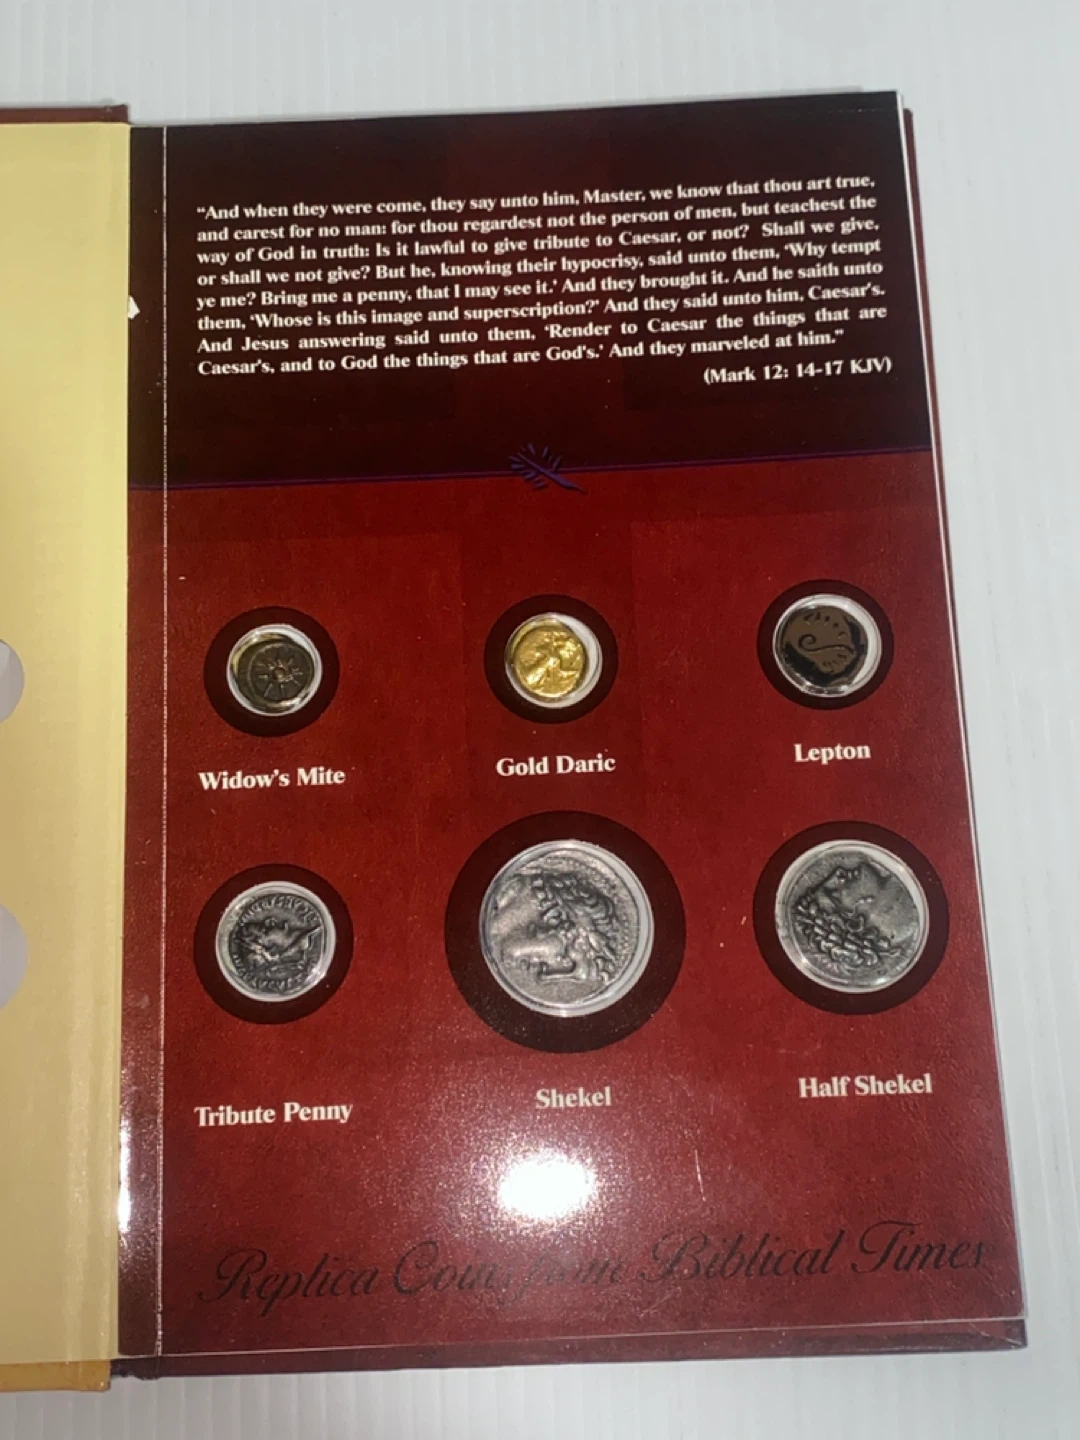 “And when they were come, they say unto him, Master, we know that thou art true,
and carest for no man: for thou regardest not the person of men, but teachest the
way of God in truth: Is it lawful to give tribute to Caesar, or not? Shall we give,
or shall we not give? But he, knowing their hypocrisy, said unto them, 'Why tempt
ye me? Bring me a penny, that I may see it.' And they brought it. And he saith unto
them, 'Whose is this image and superscription?' And they said unto him, Caesar's.
And Jesus answering said unto them, 'Render to Caesar the things that are
Caesar's, and to God the things that are God's.' And they marveled at him.”
(Mark 12: 14-17 KJV)
Widow's Mite
Gold Daric
Lepton
Tribute Penny
Shekel
Half Shekel
Replica Coins from Biblical Times